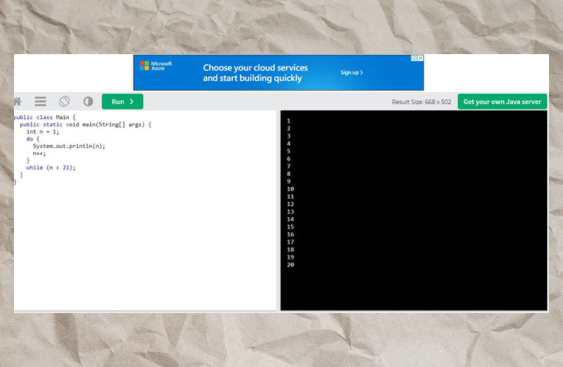 Microsoft
Azure
Choose your cloud services
and start building quickly
Sign up >
Run >
Result Size: 668 x 502
Get your own Java server
public class Main {
public static void main(String[] args) {
int n = 1;
do {
System.out.println(n);
n++;
}
while (n < 21);
}
}
1
2
3
4
5
6
7
8
9
10
11
12
13
14
15
16
17
18
19
20